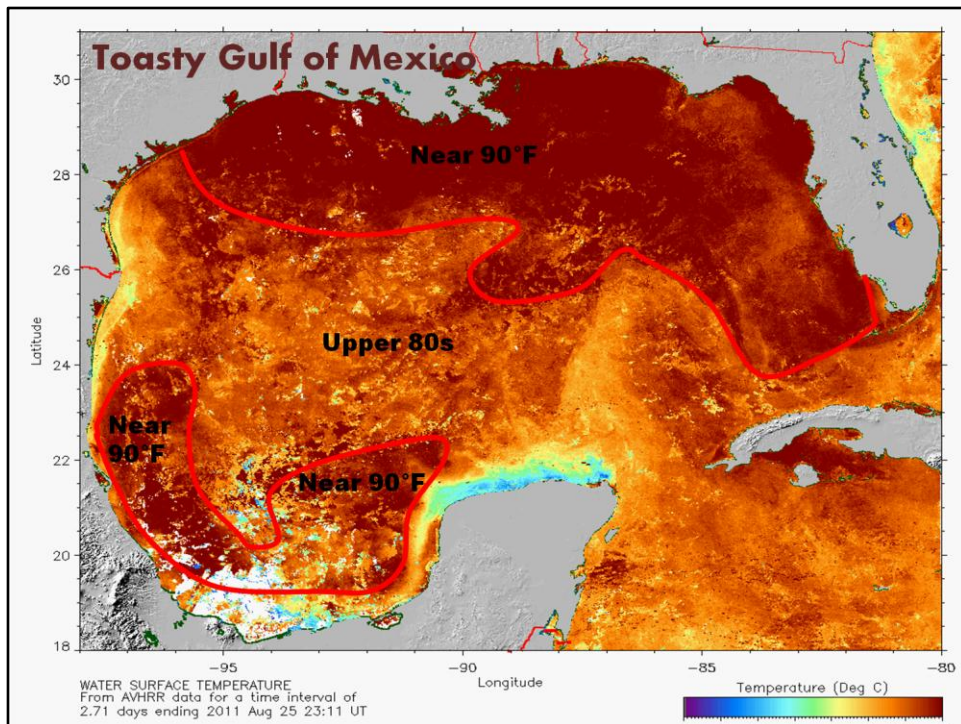 Toasty Gulf of Mexico
30
Near 90°F
28
26
Upper 80s
24
Near
90°F
22
Near 90°F
20
18
Latitude
−95
−90
−85
−80
Longitude
WATER SURFACE TEMPERATURE
From AVHRR data for a time interval of
2.71 days ending 2011 Aug 25 23:11 UT
Temperature (Deg C)